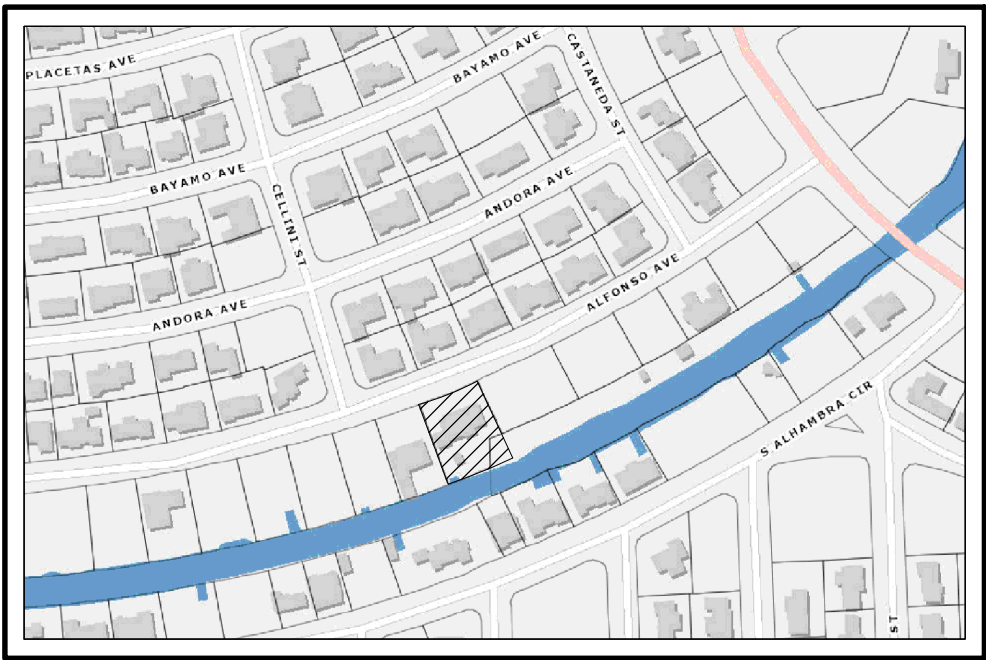 PLACETAS AVE
BAYAMO AVE
CASTANEDA ST
BAYAMO AVE
CELLINI ST
ANDORA AVE
ANDORA AVE
ALFONSO AVE
S ALHAMBRA CIR
ST